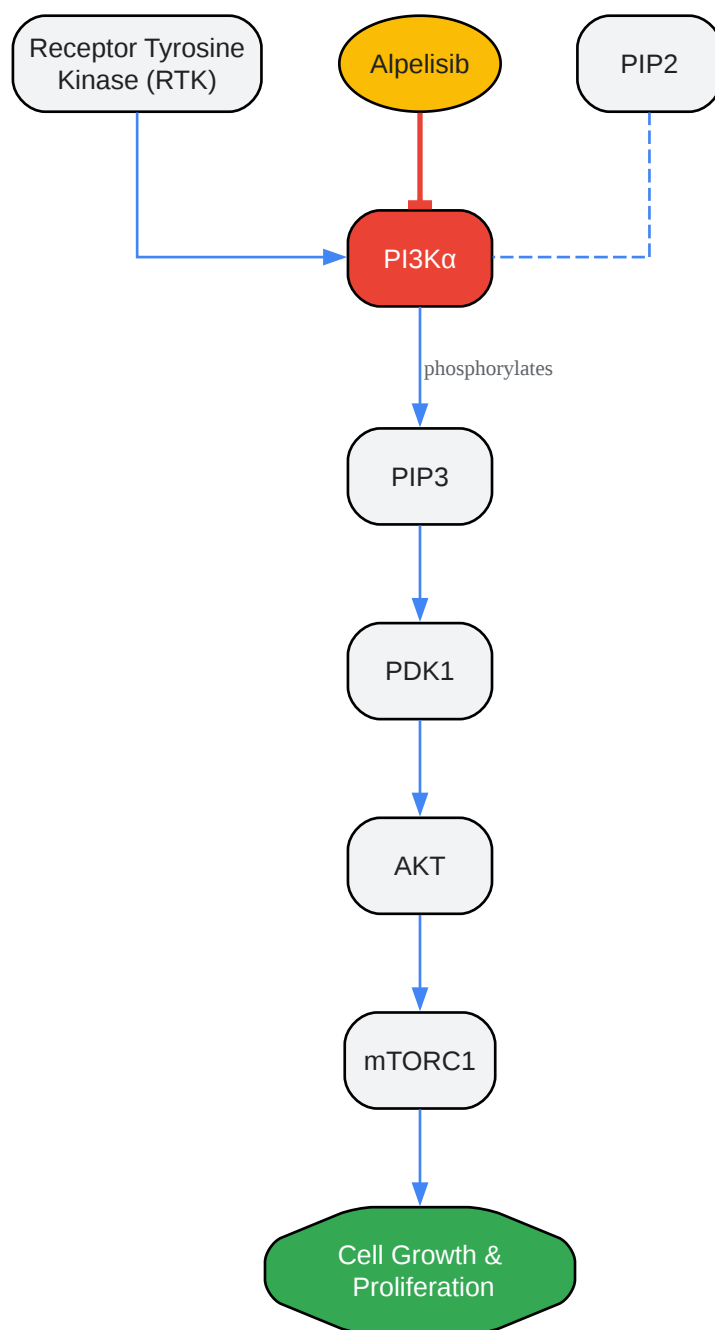 Receptor Tyrosine
Kinase (RTK)
Alpelisib
PIP2
PI3Kα
phosphorylates
PIP3
PDK1
AKT
mTORC1
Cell Growth &
Proliferation